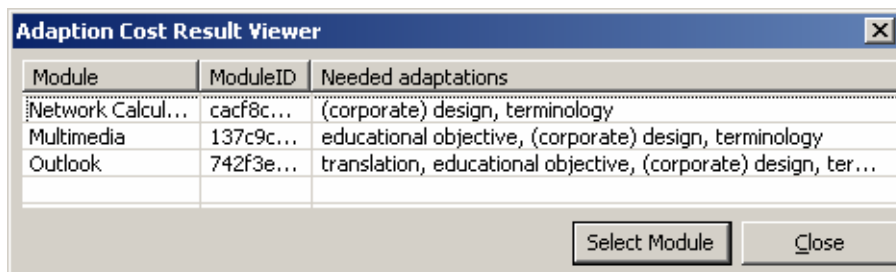 Adaption Cost Result Viewer
Module ModuleID Needed adaptations
Network Calcul... cacf8c... (corporate) design, terminology
Multimedia 137c9c... educational objective, (corporate) design, terminology
Outlook 742f3e... translation, educational objective, (corporate) design, ter...
Select Module Close